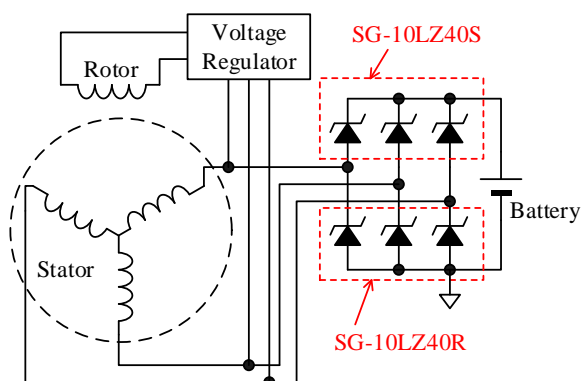 Voltage
Regulator
Rotor
SG-10LZ40S
Battery
Stator
SG-10LZ40R